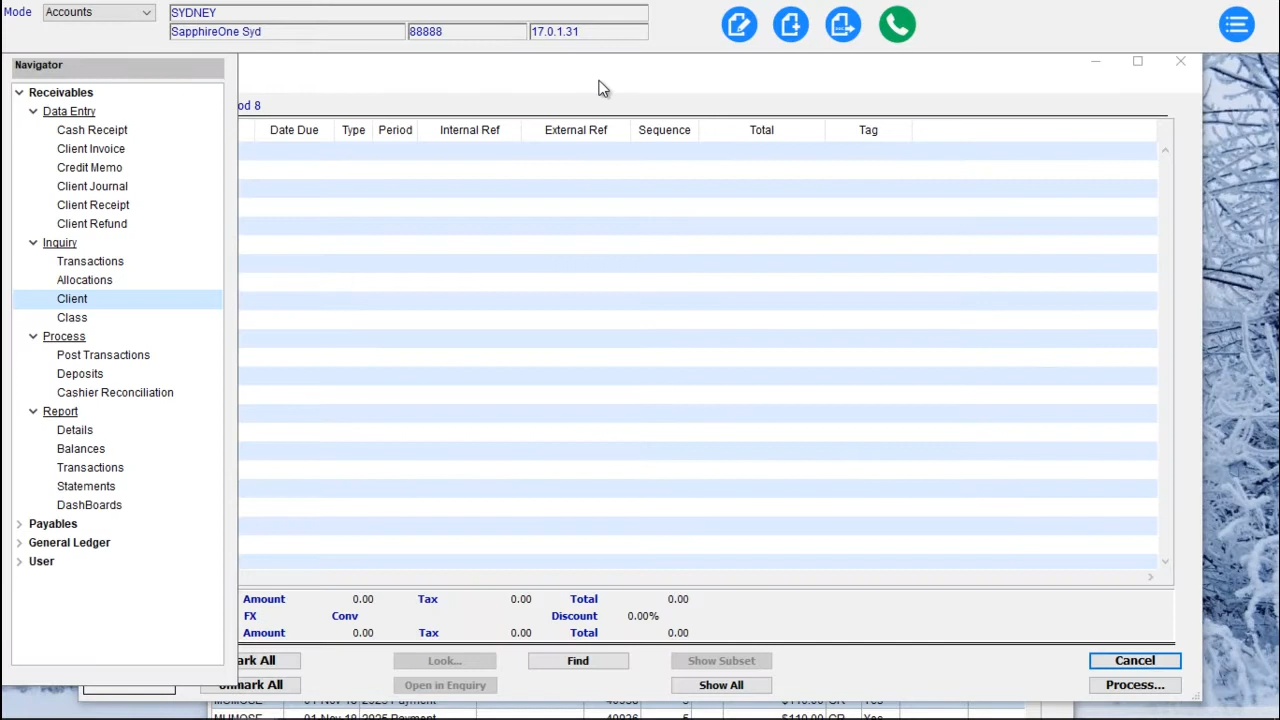 Mode Accounts SYDNEY
SapphireOne Syd 88888 17.0.1.31
Navigator
Receivables
Data Entry
Cash Receipt
Client Invoice
Credit Memo
Client Journal
Client Receipt
Client Refund
Inquiry
Transactions
Allocations
Client
Class
Process
Post Transactions
Deposits
Cashier Reconciliation
Report
Details
Balances
Transactions
Statements
DashBoards
Payables
General Ledger
User
od 8
Date Due Type Period Internal Ref External Ref Sequence Total Tag
Amount 0.00 Tax 0.00 Total 0.00
FX Conv Discount 0.00%
Amount 0.00 Tax 0.00 Total 0.00
ark All Look... Find Show Subset Cancel
nmark All Open in Enquiry Show All Process...